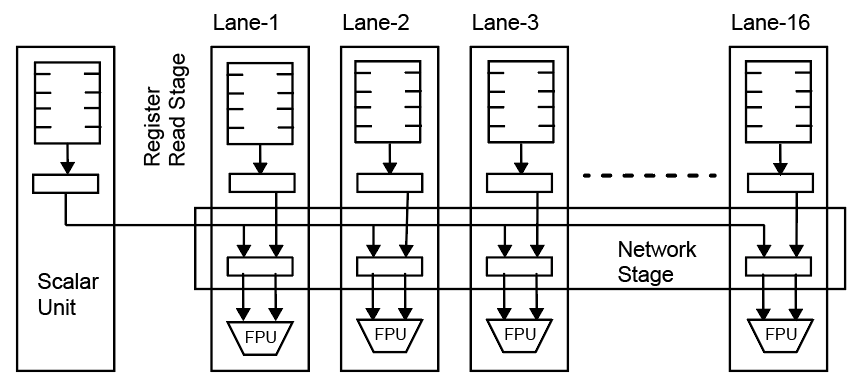 Lane-1
Lane-2
Lane-3
Lane-16
Register
Read Stage
Network
Stage
Scalar
Unit
FPU
FPU
FPU
FPU